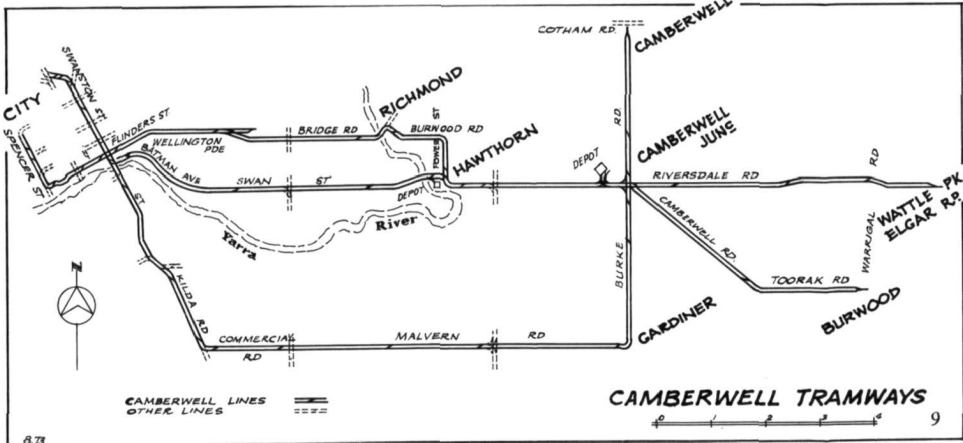 COTHAM RD.
CAMBERWELL
CITY
SWANSTON ST.
SPENCER ST
FLINDERS ST
WELLINGTON PDE
BATMAN AVE
SWAN ST
BRIDGE RD
RICHMOND
BURWOOD RD
POWER ST
HAWTHORN
DEPOT
Yarra River
DEPOT
RD.
CAMBERWELL JUNC
RIVERSDALE RD
WARRIGAL RD
WATTLE PK
ELGAR RD.
CAMBERWELL RD.
BURKE
TOORAK RD
BURWOOD
GARDINER
N
ST KILDA RD
COMMERCIAL RD
MALVERN RD
CAMBERWELL LINES
OTHER LINES
CAMBERWELL TRAMWAYS
0 1 2 3 4
9
8.73